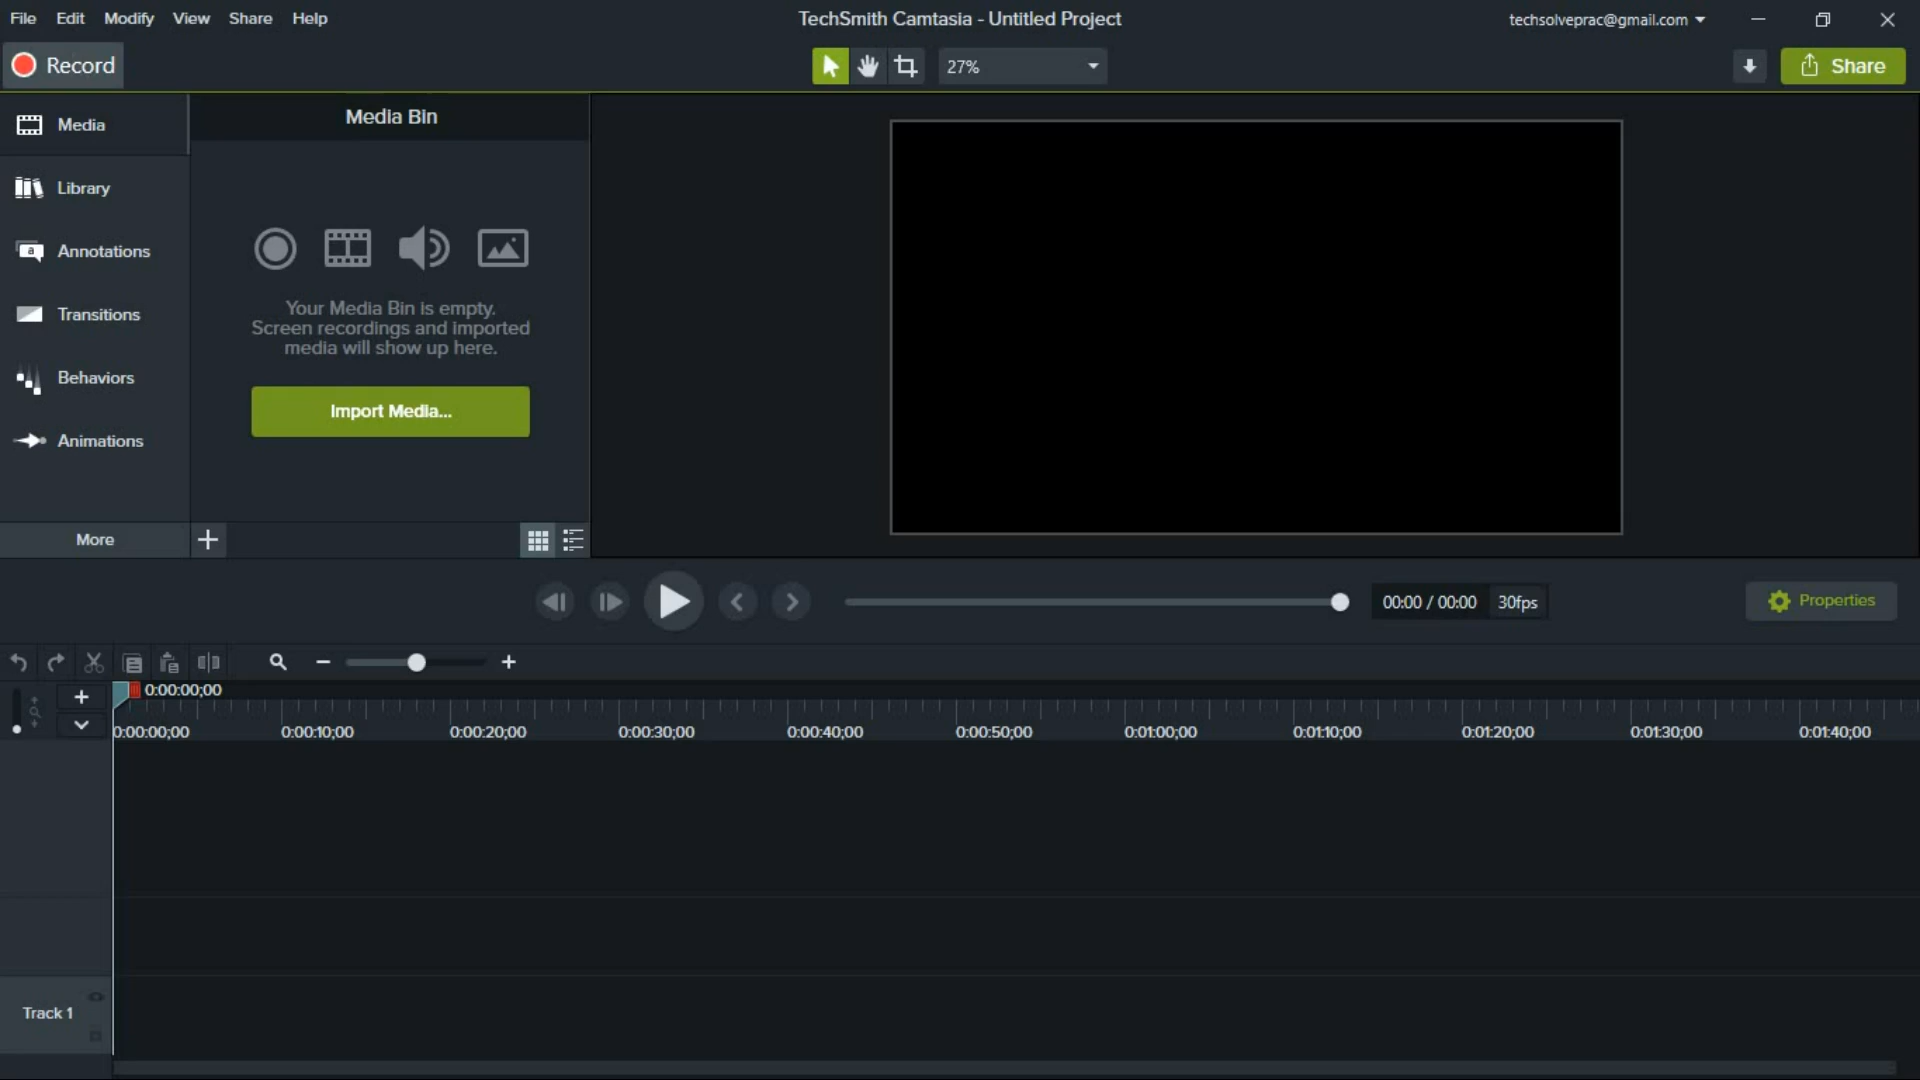 File Edit Modify View Share Help
TechSmith Camtasia - Untitled Project
techsolveprac@gmail.com
Record
27%
Share
Media
Media Bin
Library
a
Annotations
Transitions
Your Media Bin is empty.
Screen recordings and imported
media will show up here.
Behaviors
Import Media...
Animations
More
00:00 / 00:00 30fps
Properties
0:00:00;00
0:00:00;00 0:00:10;00 0:00:20;00 0:00:30;00 0:00:40;00 0:00:50;00 0:01:00;00 0:01:10;00 0:01:20;00 0:01:30;00 0:01:40;00
Track 1